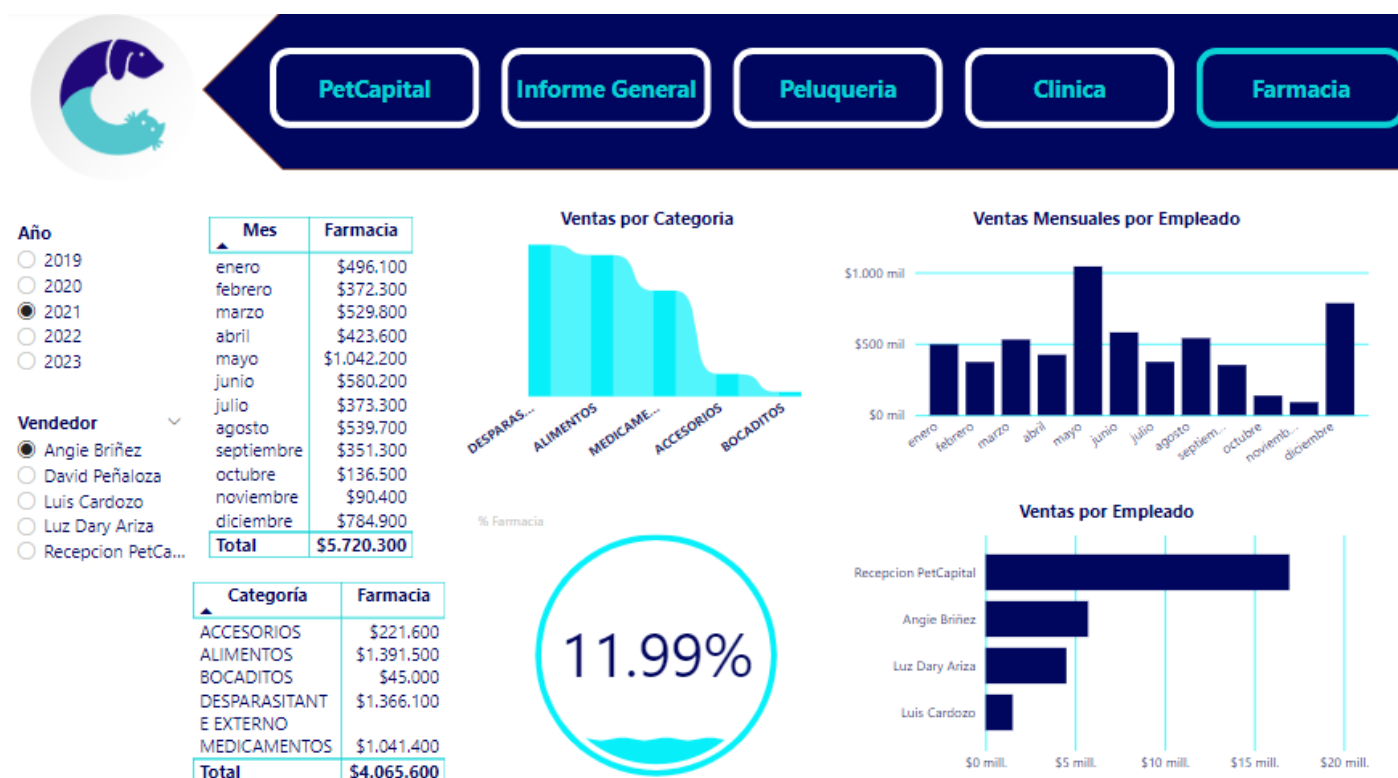 PetCapital
Informe General
Peluqueria
Clinica
Farmacia
Año
2019
2020
2021
2022
2023
Vendedor
Angie Briñez
David Peñaloza
Luis Cardozo
Luz Dary Ariza
Recepcion PetCa...
Mes Farmacia
enero $496.100
febrero $372.300
marzo $529.800
abril $423.600
mayo $1.042.200
junio $580.200
julio $373.300
agosto $539.700
septiembre $351.300
octubre $136.500
noviembre $90.400
diciembre $784.900
Total $5.720.300
Categoría Farmacia
ACCESORIOS $221.600
ALIMENTOS $1.391.500
BOCADITOS $45.000
DESPARASITANT $1.366.100
E EXTERNO
MEDICAMENTOS $1.041.400
Total $4.065.600
Ventas por Categoria
DESPARAS...
ALIMENTOS
MEDICAME...
ACCESORIOS
BOCADITOS
% Farmacia
11.99%
Ventas Mensuales por Empleado
$1.000 mil
$500 mil
$0 mil
enero
febrero
marzo
abril
mayo
junio
julio
agosto
septiem...
octubre
noviemb...
diciembre
Ventas por Empleado
Recepcion PetCapital
Angie Briñez
Luz Dary Ariza
Luis Cardozo
$0 mill.
$5 mill.
$10 mill.
$15 mill.
$20 mill.